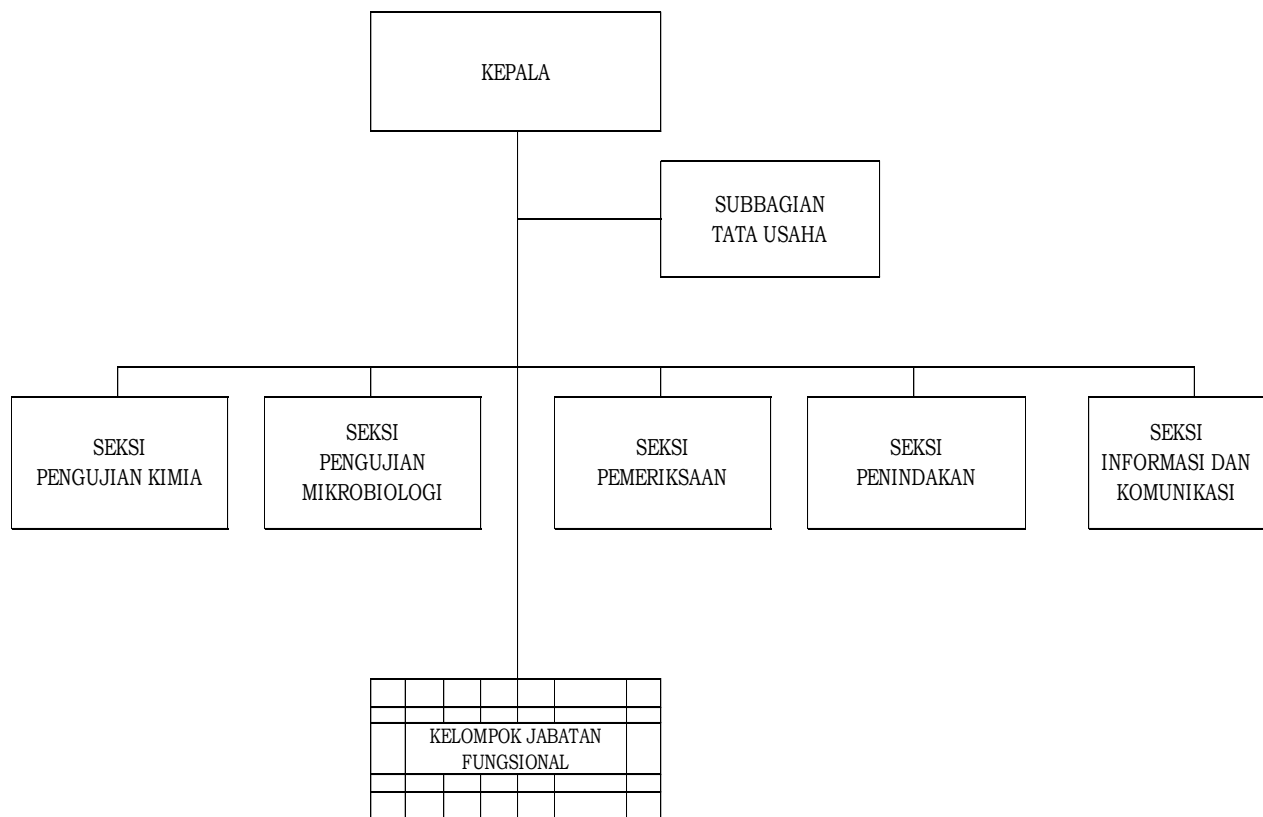 KEPALA
SUBBAGIAN
TATA USAHA
SEKSI
PENGUJIAN KIMIA
SEKSI
PENGUJIAN
MIKROBIOLOGI
SEKSI
PEMERIKSAAN
SEKSI
PENINDAKAN
SEKSI
INFORMASI DAN
KOMUNIKASI
KELOMPOK JABATAN
FUNGSIONAL